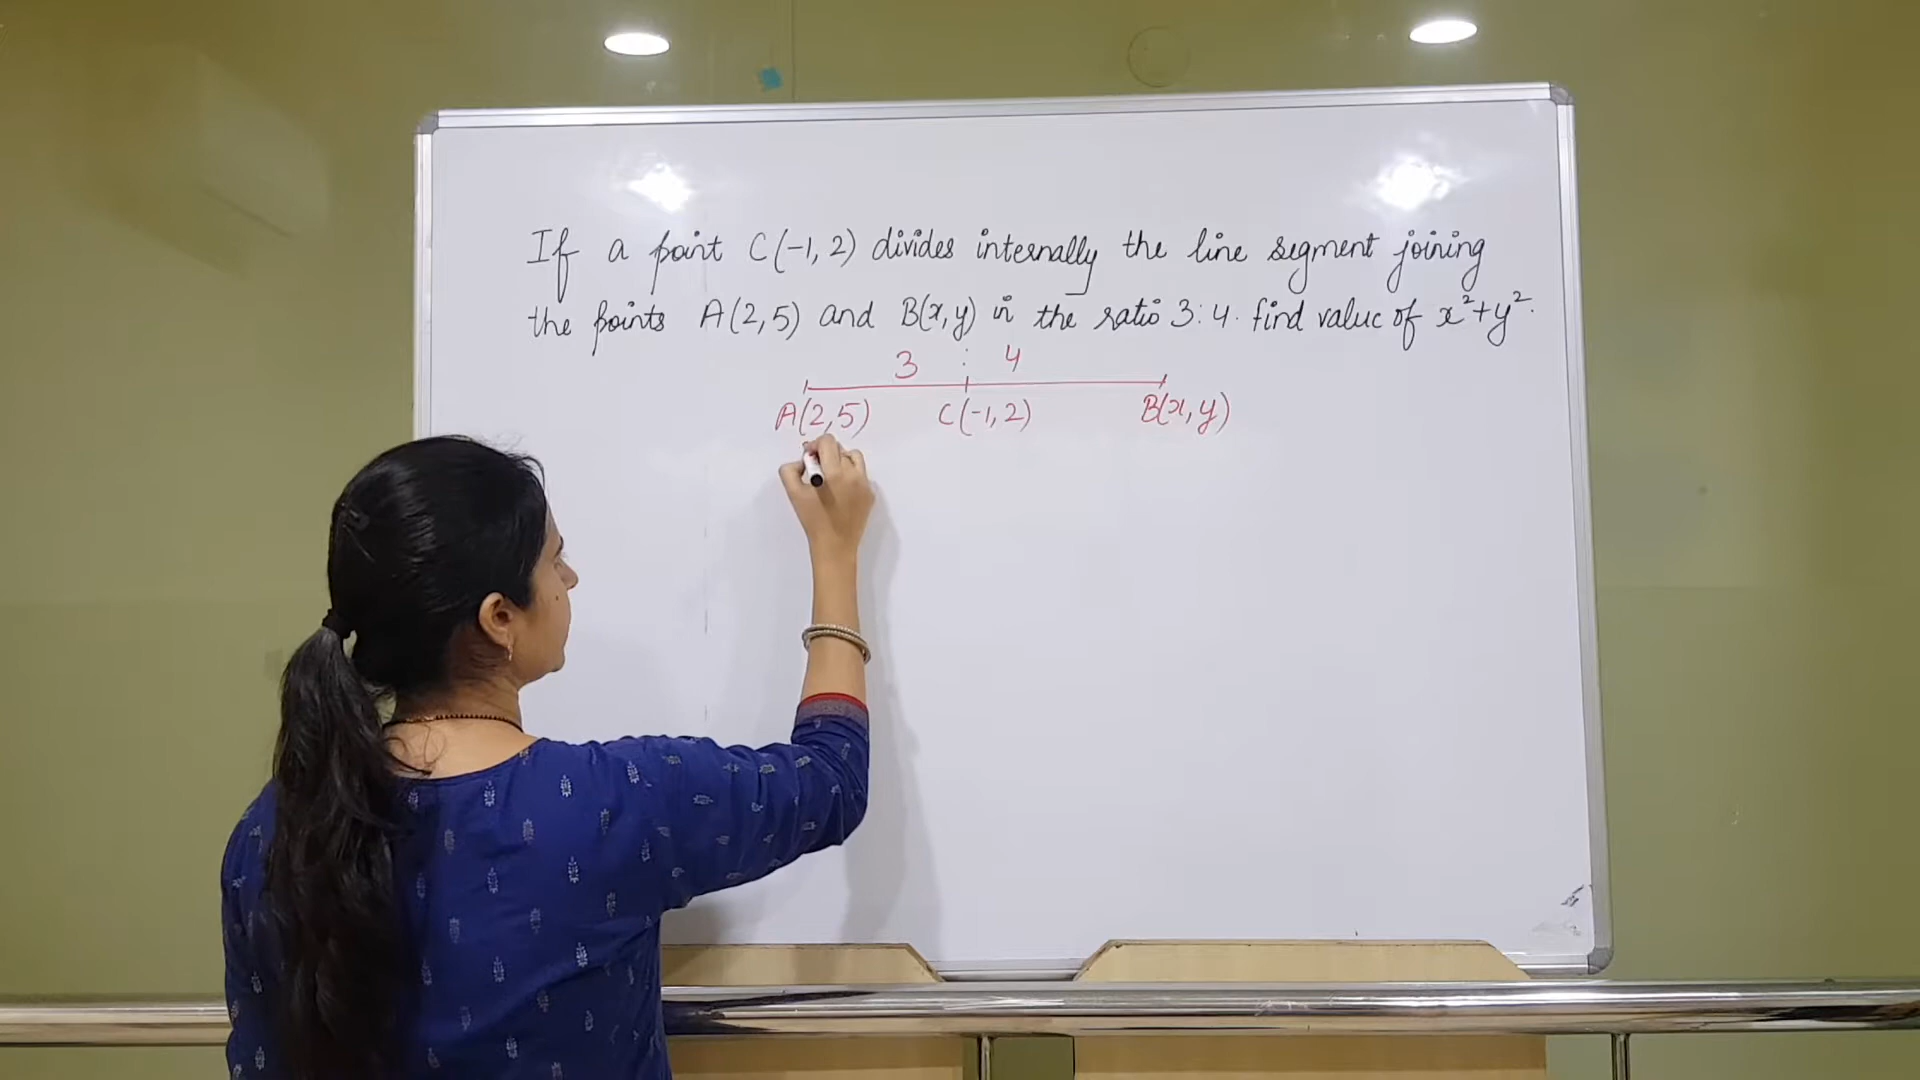 If a point C(-1, 2) divides internally the line segment joining
the points A(2,5) and B(x,y) in the ratio 3:4. find value of x²+y².
3 : 4
A(2,5) C(-1,2) B(x,y)